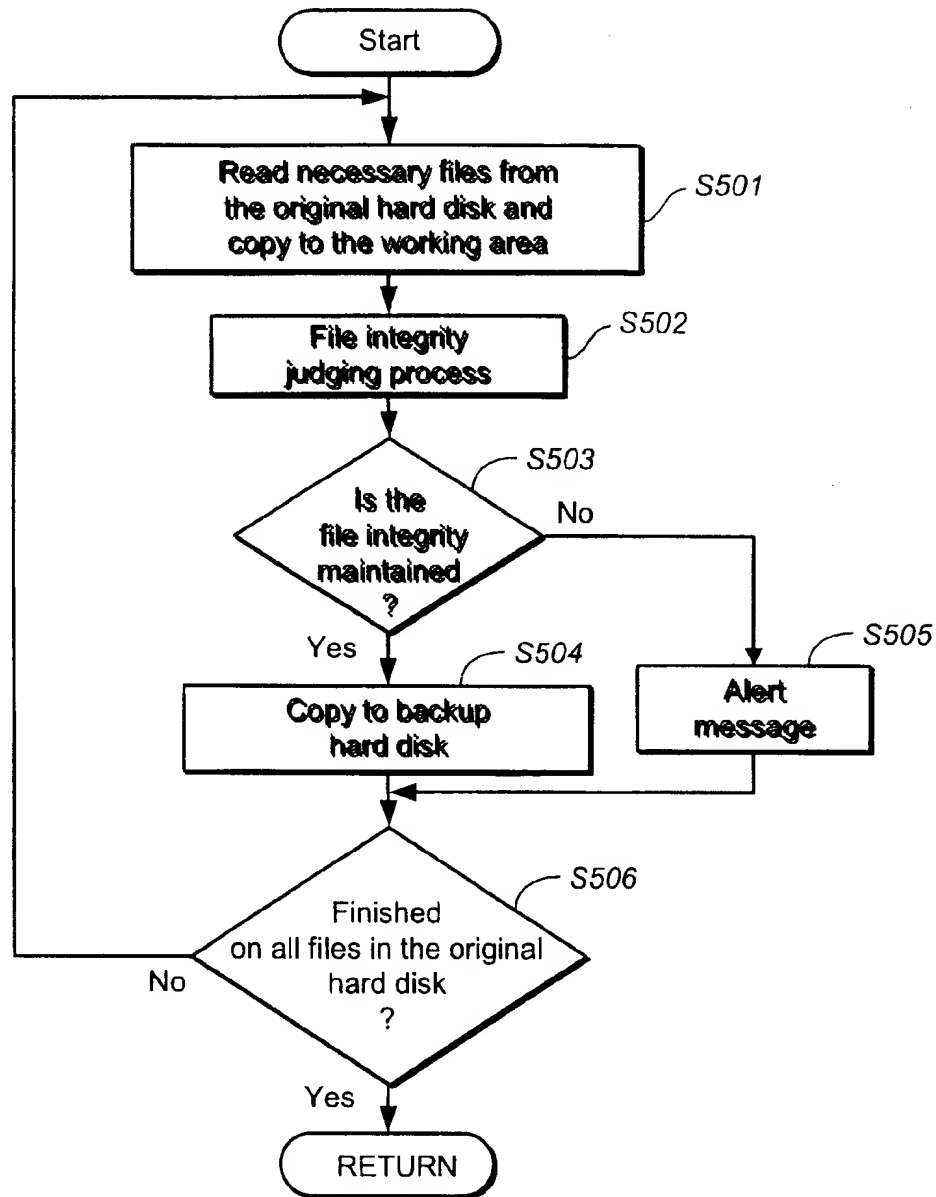 Start
Read necessary files from
the original hard disk and
copy to the working area
S501
File integrity
judging process
S502
S503
Is the
file integrity
maintained
?
No
Yes
S504
S505
Copy to backup
hard disk
Alert
message
S506
Finished
on all files in the original
hard disk
?
No
Yes
RETURN